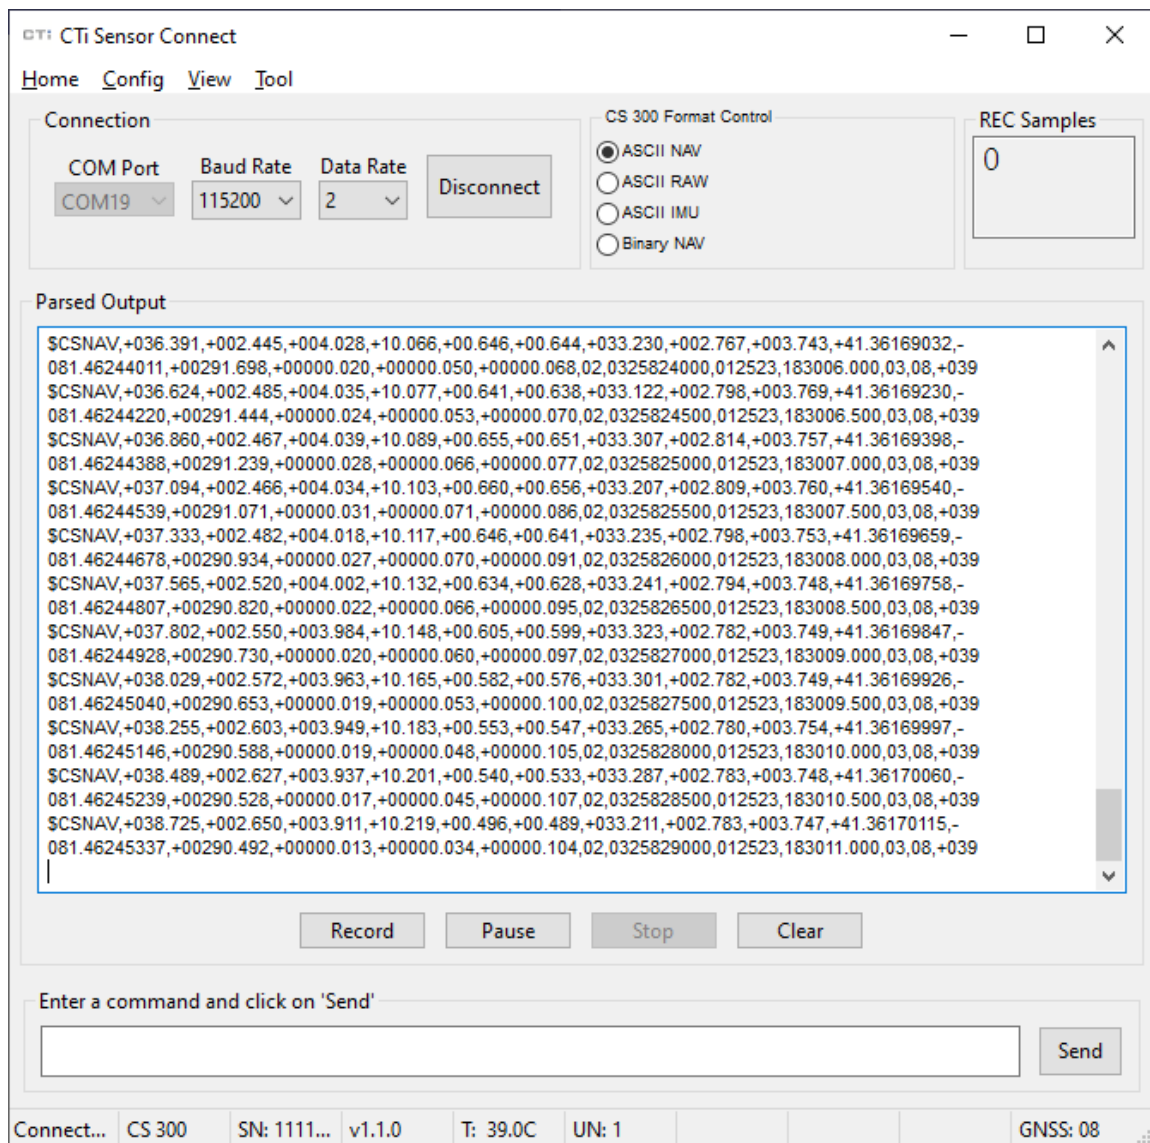 CTi CTi Sensor Connect
Home Config View Tool
Connection
COM Port Baud Rate Data Rate
COM19 115200 2 Disconnect
CS 300 Format Control
ASCII NAV
ASCII RAW
ASCII IMU
Binary NAV
REC Samples
0
Parsed Output
$CSNAV,+036.391,+002.445,+004.028,+10.066,+00.646,+00.644,+033.230,+002.767,+003.743,+41.36169032,-
081.46244011,+00291.698,+00000.020,+00000.050,+00000.068,02,0325824000,012523,183006.000,03,08,+039
$CSNAV,+036.624,+002.485,+004.035,+10.077,+00.641,+00.638,+033.122,+002.798,+003.769,+41.36169230,-
081.46244220,+00291.444,+00000.024,+00000.053,+00000.070,02,0325824500,012523,183006.500,03,08,+039
$CSNAV,+036.860,+002.467,+004.039,+10.089,+00.655,+00.651,+033.307,+002.814,+003.757,+41.36169398,-
081.46244388,+00291.239,+00000.028,+00000.066,+00000.077,02,0325825000,012523,183007.000,03,08,+039
$CSNAV,+037.094,+002.466,+004.034,+10.103,+00.660,+00.656,+033.207,+002.809,+003.760,+41.36169540,-
081.46244539,+00291.071,+00000.031,+00000.071,+00000.086,02,0325825500,012523,183007.500,03,08,+039
$CSNAV,+037.333,+002.482,+004.018,+10.117,+00.646,+00.641,+033.235,+002.798,+003.753,+41.36169659,-
081.46244678,+00290.934,+00000.027,+00000.070,+00000.091,02,0325826000,012523,183008.000,03,08,+039
$CSNAV,+037.565,+002.520,+004.002,+10.132,+00.634,+00.628,+033.241,+002.794,+003.748,+41.36169758,-
081.46244807,+00290.820,+00000.022,+00000.066,+00000.095,02,0325826500,012523,183008.500,03,08,+039
$CSNAV,+037.802,+002.550,+003.984,+10.148,+00.605,+00.599,+033.323,+002.782,+003.749,+41.36169847,-
081.46244928,+00290.730,+00000.020,+00000.060,+00000.097,02,0325827000,012523,183009.000,03,08,+039
$CSNAV,+038.029,+002.572,+003.963,+10.165,+00.582,+00.576,+033.301,+002.782,+003.749,+41.36169926,-
081.46245040,+00290.653,+00000.019,+00000.053,+00000.100,02,0325827500,012523,183009.500,03,08,+039
$CSNAV,+038.255,+002.603,+003.949,+10.183,+00.553,+00.547,+033.265,+002.780,+003.754,+41.36169997,-
081.46245146,+00290.588,+00000.019,+00000.048,+00000.105,02,0325828000,012523,183010.000,03,08,+039
$CSNAV,+038.489,+002.627,+003.937,+10.201,+00.540,+00.533,+033.287,+002.783,+003.748,+41.36170060,-
081.46245239,+00290.528,+00000.017,+00000.045,+00000.107,02,0325828500,012523,183010.500,03,08,+039
$CSNAV,+038.725,+002.650,+003.911,+10.219,+00.496,+00.489,+033.211,+002.783,+003.747,+41.36170115,-
081.46245337,+00290.492,+00000.013,+00000.034,+00000.104,02,0325829000,012523,183011.000,03,08,+039
Record Pause Stop Clear
Enter a command and click on 'Send'
Send
Connect... CS 300 SN: 1111... v1.1.0 T: 39.0C UN: 1 GNSS: 08